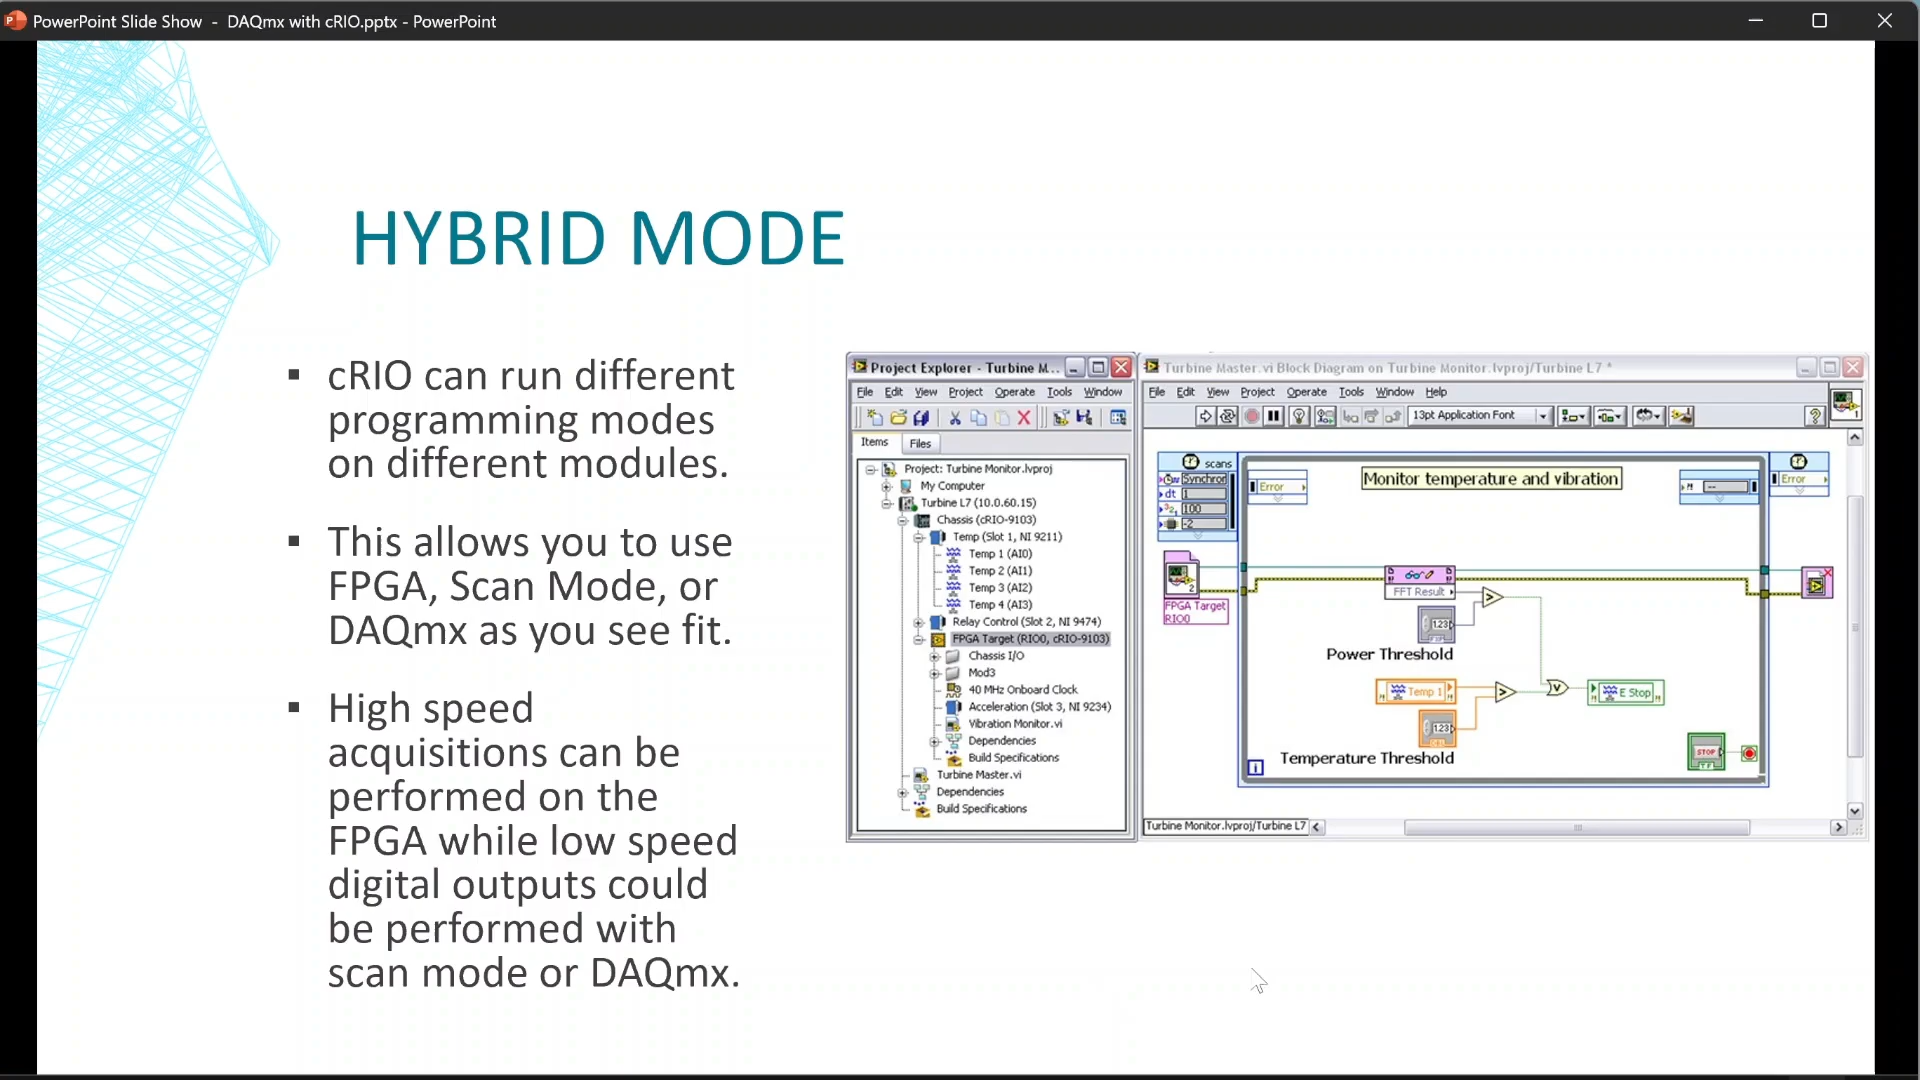 PowerPoint Slide Show - DAQmx with cRIO.pptx - PowerPoint
HYBRID MODE
▪ cRIO can run different
programming modes
on different modules.
▪ This allows you to use
FPGA, Scan Mode, or
DAQmx as you see fit.
▪ High speed
acquisitions can be
performed on the
FPGA while low speed
digital outputs could
be performed with
scan mode or DAQmx.
Project Explorer - Turbine M...
File Edit View Project Operate Tools Window
Items Files
Project: Turbine Monitor.lvproj
My Computer
Turbine L7 (10.0.60.15)
Chassis (cRIO-9103)
Temp (Slot 1, NI 9211)
Temp 1 (AI0)
Temp 2 (AI1)
Temp 3 (AI2)
Temp 4 (AI3)
Relay Control (Slot 2, NI 9474)
FPGA Target (RIO0, cRIO-9103)
Chassis I/O
Mod3
40 MHz Onboard Clock
Acceleration (Slot 3, NI 9234)
Vibration Monitor.vi
Dependencies
Build Specifications
Turbine Master.vi
Dependencies
Build Specifications
Turbine Master.vi Block Diagram on Turbine Monitor.lvproj/Turbine L7 *
File Edit View Project Operate Tools Window Help
13pt Application Font
scans
Synchron
dt 1
100
-2
Error
Monitor temperature and vibration
Error
FPGA Target
RIO0
FFT Result
1.23
Power Threshold
Temp 1
E Stop
1.23
Temperature Threshold
STOP
TF
i
Turbine Monitor.lvproj/Turbine L7